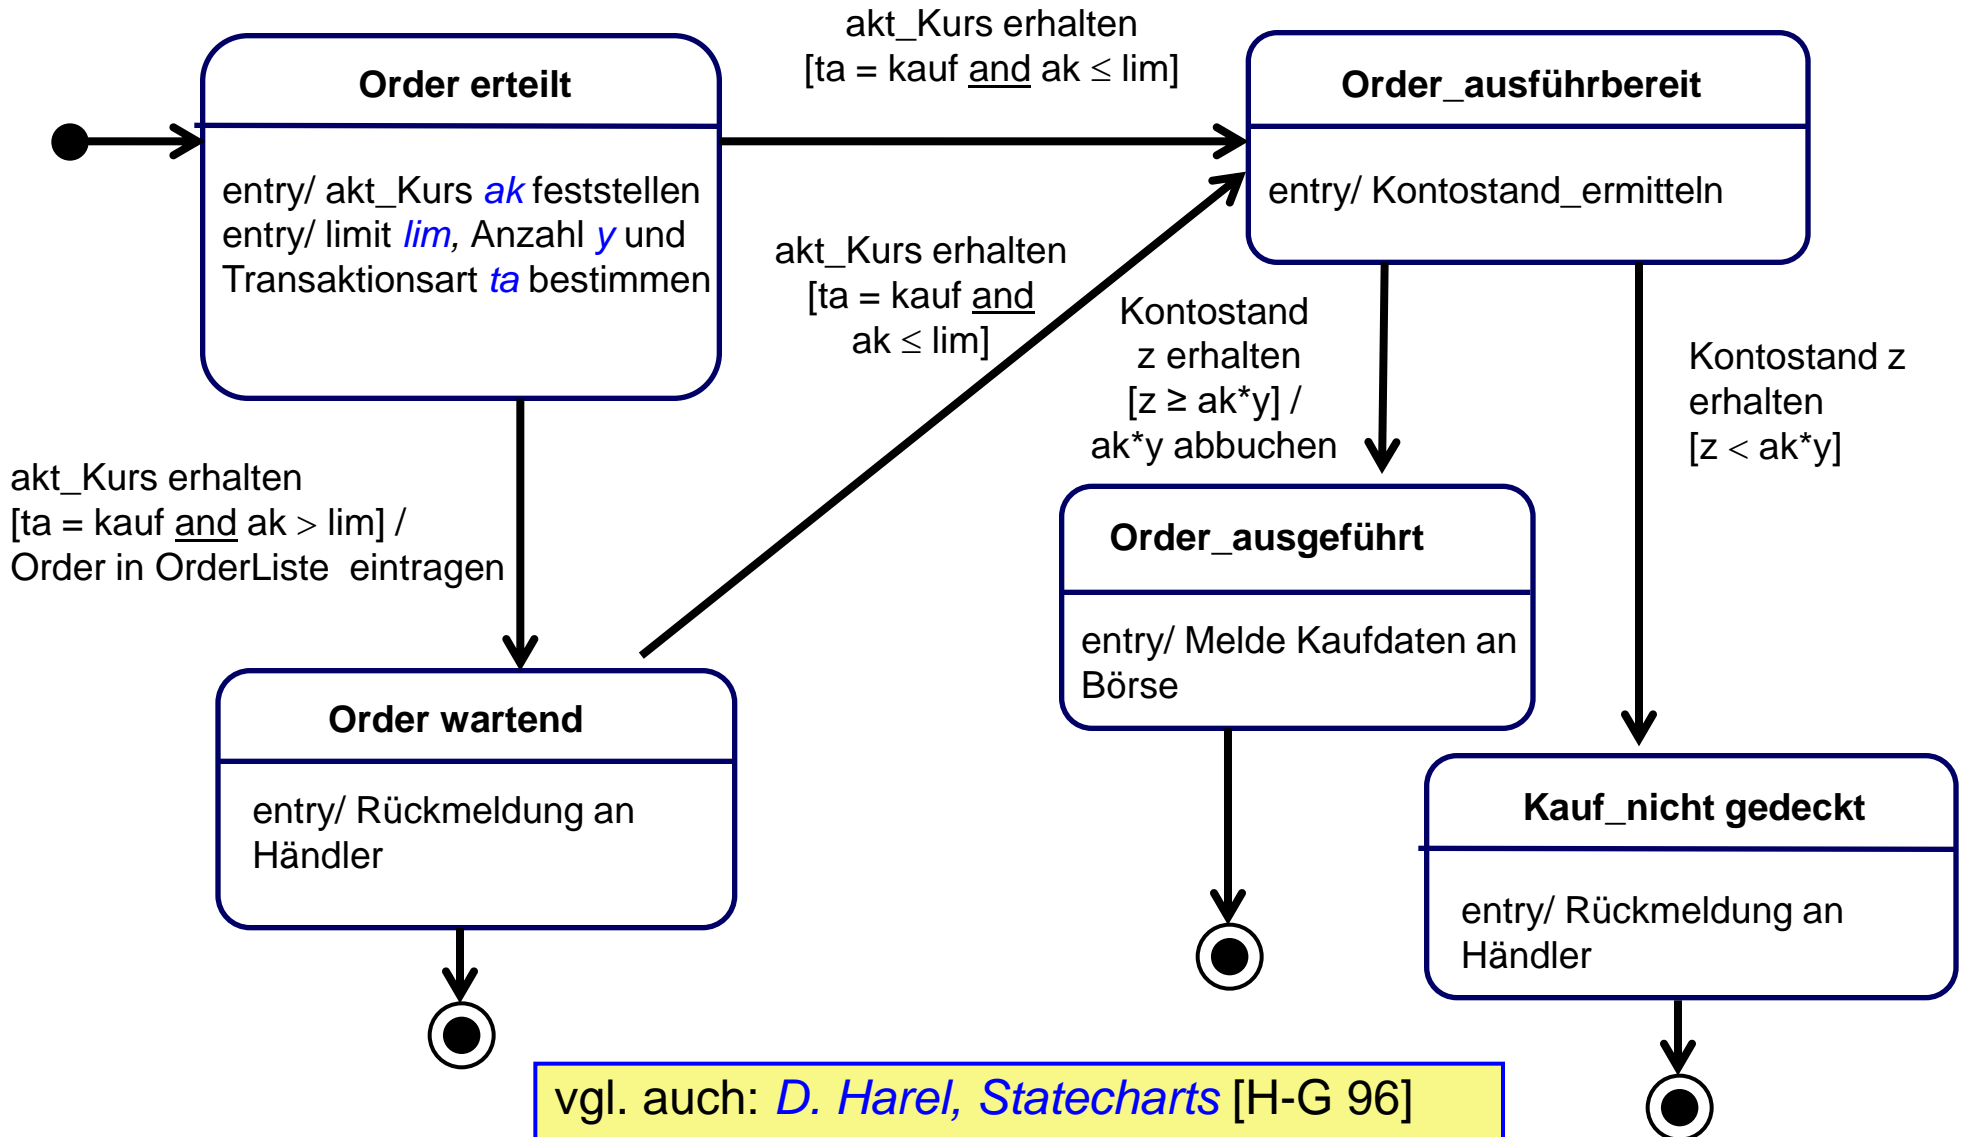 akt_Kurs erhalten
[ta = kauf and ak ≤ lim]
Order erteilt
entry/ akt_Kurs ak feststellen
entry/ limit lim, Anzahl y und
Transaktionsart ta bestimmen
Order_ausführbereit
entry/ Kontostand_ermitteln
akt_Kurs erhalten
[ta = kauf and
ak ≤ lim]
Kontostand
z erhalten
[z ≥ ak*y] /
ak*y abbuchen
Kontostand z
erhalten
[z < ak*y]
akt_Kurs erhalten
[ta = kauf and ak > lim] /
Order in OrderListe eintragen
Order_ausgeführt
entry/ Melde Kaufdaten an
Börse
Order wartend
entry/ Rückmeldung an
Händler
Kauf_nicht gedeckt
entry/ Rückmeldung an
Händler
vgl. auch: D. Harel, Statecharts [H-G 96]